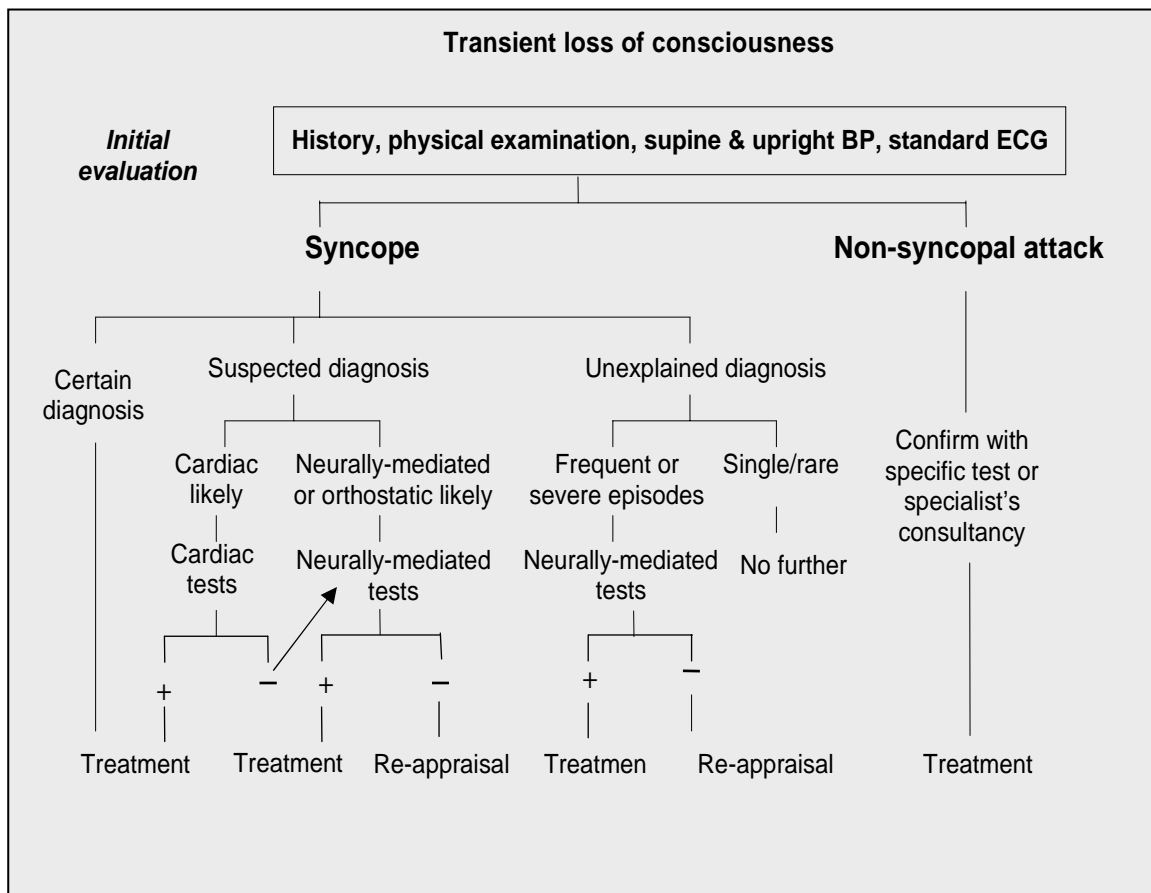 Transient loss of consciousness
Initial
evaluation
History, physical examination, supine & upright BP, standard ECG
Syncope
Non-syncopal attack
Certain
diagnosis
Suspected diagnosis
Unexplained diagnosis
Cardiac
likely
Neurally-mediated
or orthostatic likely
Frequent or
severe episodes
Single/rare
Confirm with
specific test or
specialist's
consultancy
Cardiac
tests
Neurally-mediated
tests
Neurally-mediated
tests
No further
+
–
+
–
+
–
Treatment
Treatment
Re-appraisal
Treatmen
Re-appraisal
Treatment